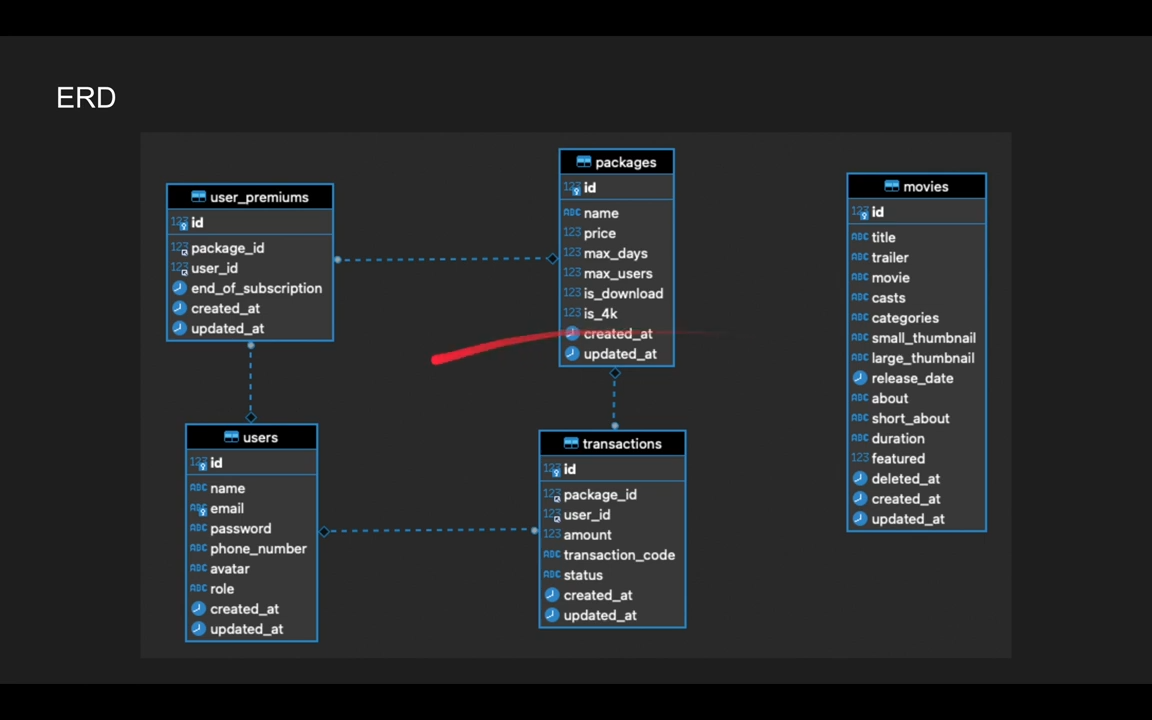 ERD
user_premiums
123 id
123 package_id
123 user_id
end_of_subscription
created_at
updated_at
packages
123 id
ABC name
123 price
123 max_days
123 max_users
123 is_download
123 is_4k
created_at
updated_at
movies
123 id
ABC title
ABC trailer
ABC movie
ABC casts
ABC categories
ABC small_thumbnail
ABC large_thumbnail
release_date
ABC about
ABC short_about
ABC duration
123 featured
deleted_at
created_at
updated_at
users
123 id
ABC name
ABC email
ABC password
ABC phone_number
ABC avatar
ABC role
created_at
updated_at
transactions
123 id
123 package_id
123 user_id
123 amount
ABC transaction_code
ABC status
created_at
updated_at